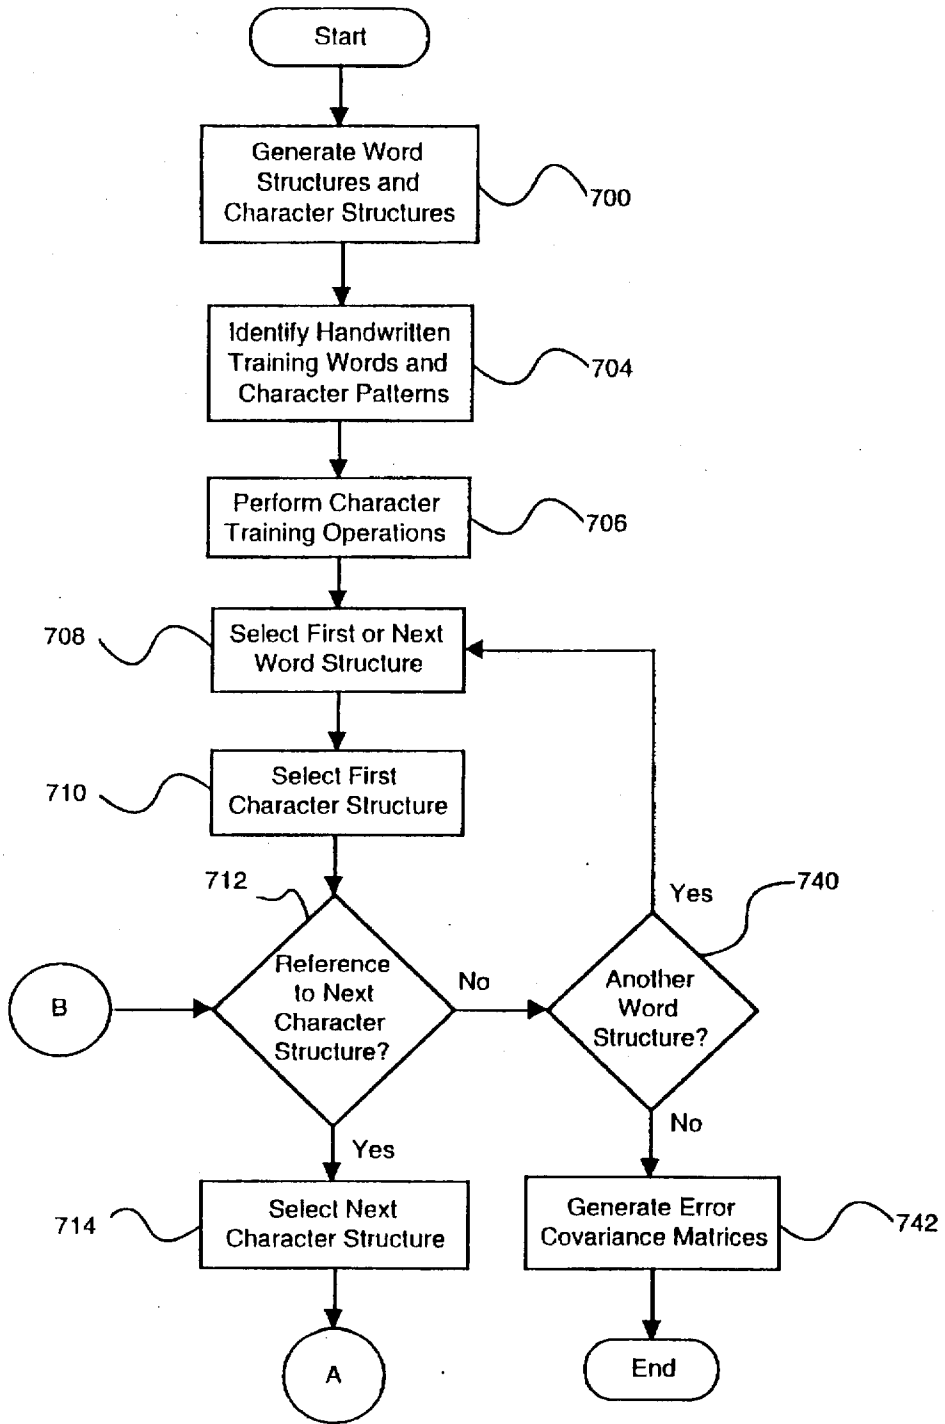 Start
Generate Word
Structures and
Character Structures
700
Identify Handwritten
Training Words and
Character Patterns
704
Perform Character
Training Operations
706
708
Select First or Next
Word Structure
710
Select First
Character Structure
712
740
Yes
B
Reference
to Next
Character
Structure?
No
Another
Word
Structure?
Yes
No
714
Select Next
Character Structure
Generate Error
Covariance Matrices
742
A
End